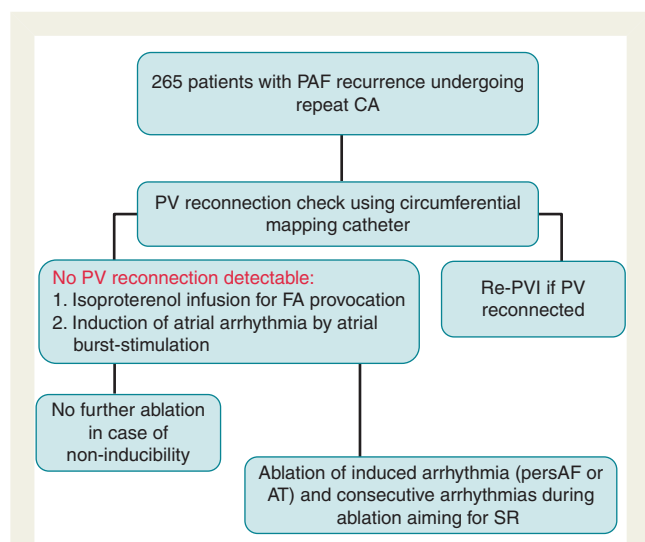 265 patients with PAF recurrence undergoing
repeat CA
PV reconnection check using circumferential
mapping catheter
No PV reconnection detectable:
1. Isoproterenol infusion for FA provocation
2. Induction of atrial arrhythmia by atrial
burst-stimulation
Re-PVI if PV
reconnected
No further ablation
in case of
non-inducibility
Ablation of induced arrhythmia (persAF or
AT) and consecutive arrhythmias during
ablation aiming for SR